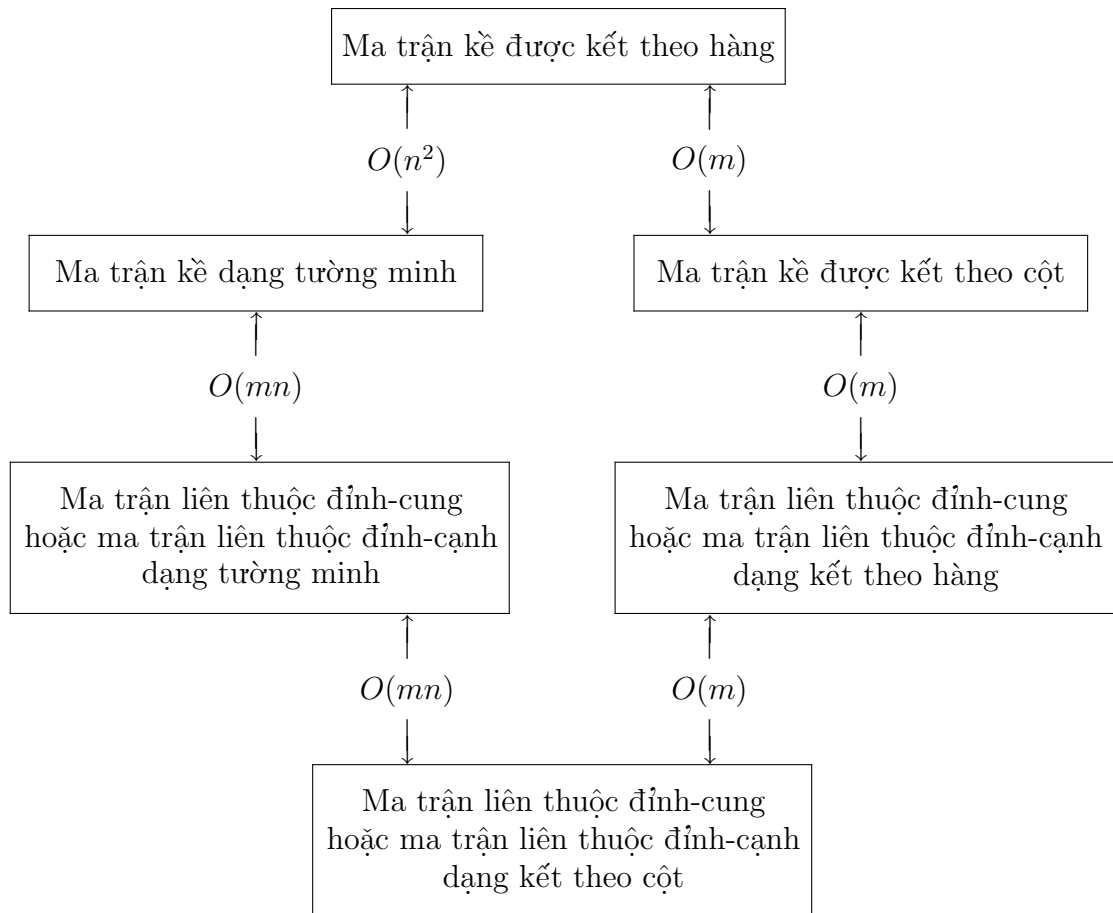 Ma trận kề được kết theo hàng
O(n²)
O(m)
Ma trận kề dạng tường minh
Ma trận kề được kết theo cột
O(mn)
O(m)
Ma trận liên thuộc đỉnh-cung
hoặc ma trận liên thuộc đỉnh-cạnh
dạng tường minh
Ma trận liên thuộc đỉnh-cung
hoặc ma trận liên thuộc đỉnh-cạnh
dạng kết theo hàng
O(mn)
O(m)
Ma trận liên thuộc đỉnh-cung
hoặc ma trận liên thuộc đỉnh-cạnh
dạng kết theo cột